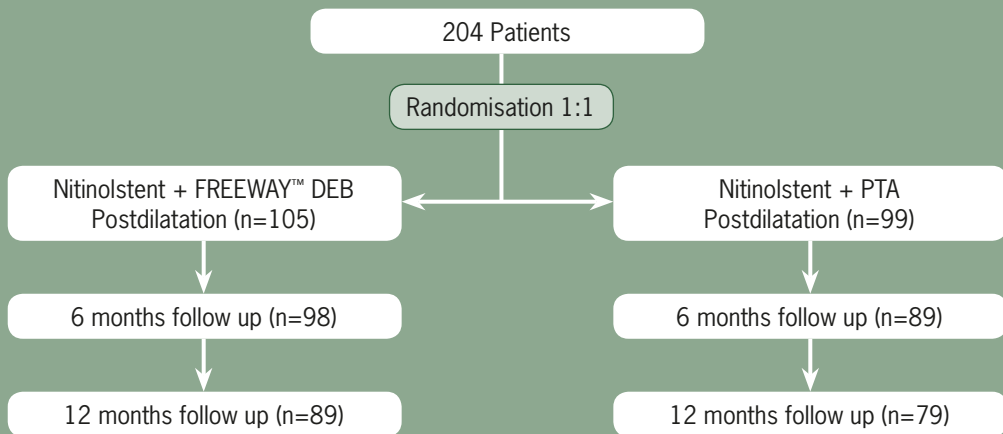 204 Patients
Randomisation 1:1
Nitinolstent + FREEWAY™ DEB
Postdilatation (n=105)
Nitinolstent + PTA
Postdilatation (n=99)
6 months follow up (n=98)
6 months follow up (n=89)
12 months follow up (n=89)
12 months follow up (n=79)